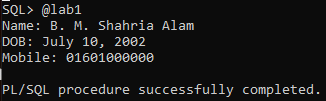 SQL> @lab1
Name: B. M. Shahria Alam
DOB: July 10, 2002
Mobile: 01601000000
PL/SQL procedure successfully completed.